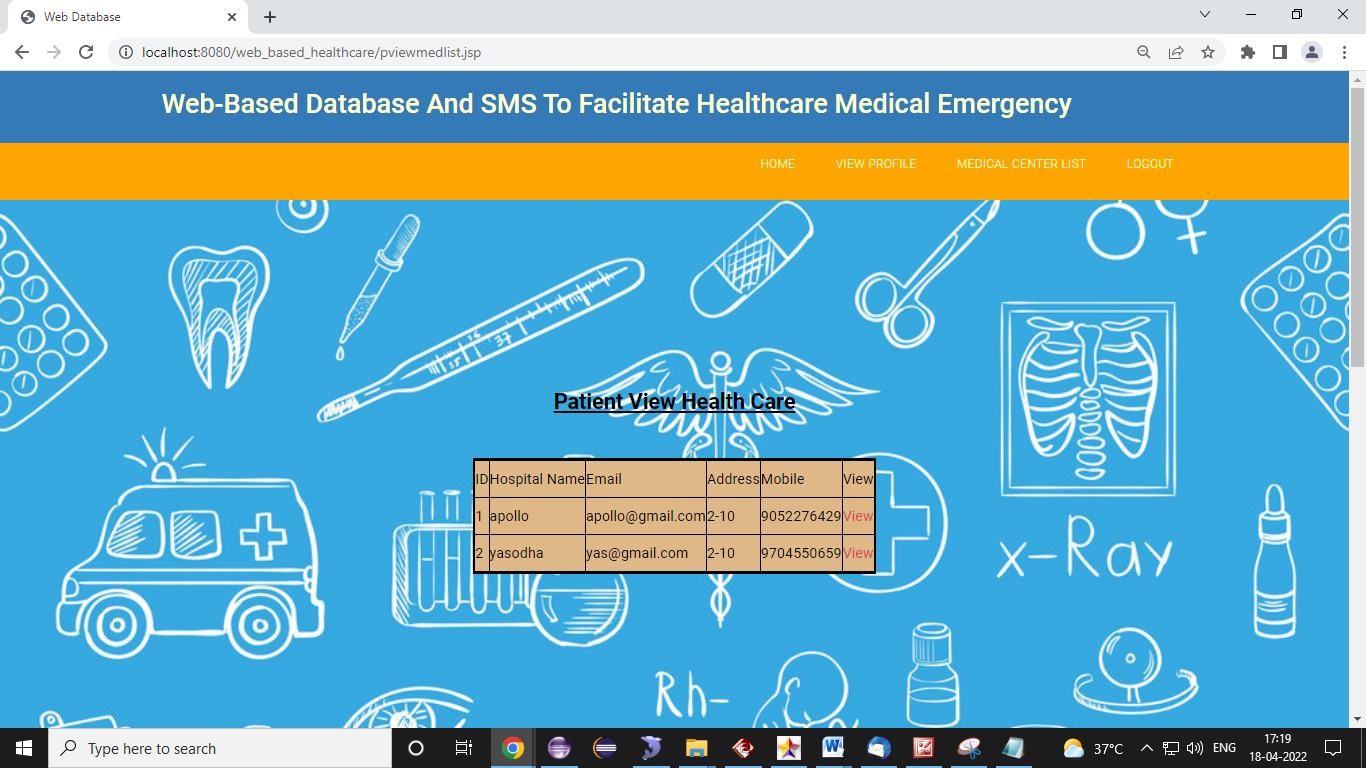 Web Database
localhost:8080/web_based_healthcare/pviewmedlist.jsp
Web-Based Database And SMS To Facilitate Healthcare Medical Emergency
HOME VIEW PROFILE MEDICAL CENTER LIST LOGOUT
Patient View Health Care
ID Hospital Name Email Address Mobile View
1 apollo apollo@gmail.com 2-10 9052276429 View
2 yasodha yas@gmail.com 2-10 9704550659 View
x-Ray
Rh-
Type here to search
37°C ENG 17:19
18-04-2022